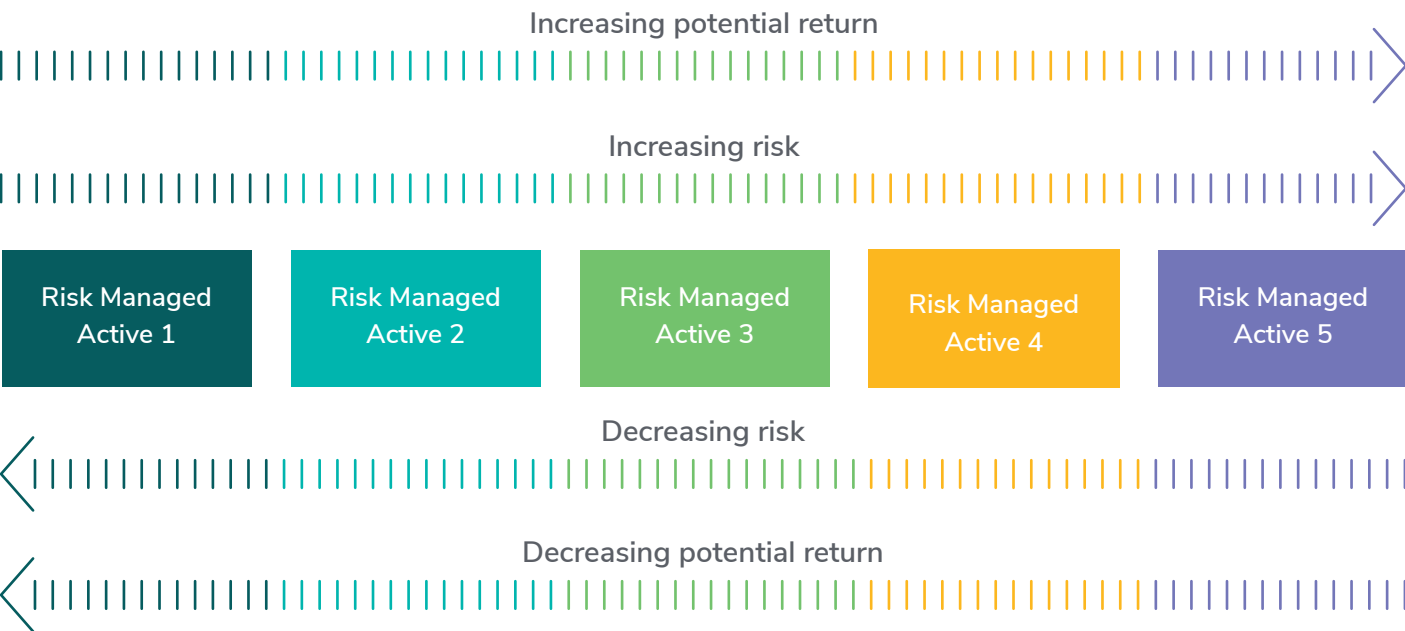 Increasing potential return
Increasing risk
Risk Managed
Active 1
Risk Managed
Active 2
Risk Managed
Active 3
Risk Managed
Active 4
Risk Managed
Active 5
Decreasing risk
Decreasing potential return